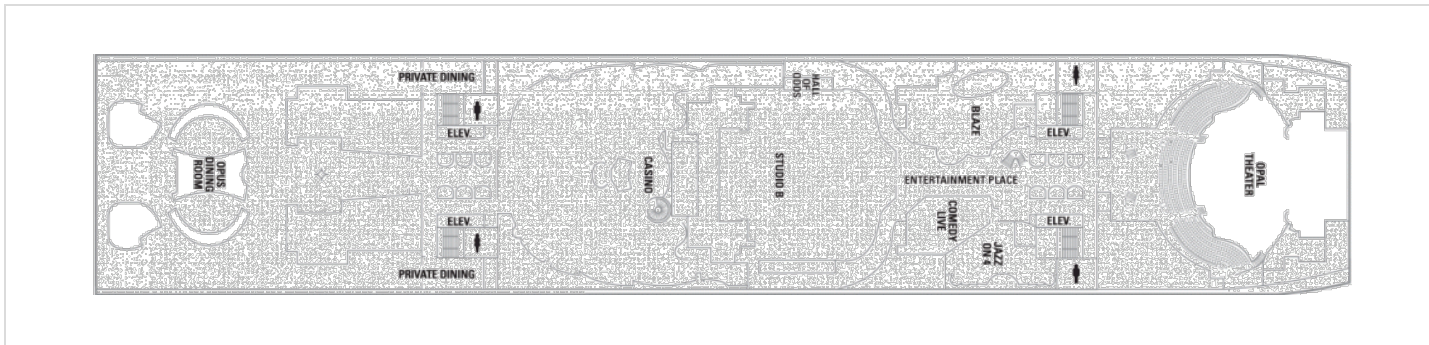 PRIVATE DINING
ELEV.
OPUS
DINING
ROOM
ELEV.
PRIVATE DINING
CASINO
STUDIO B
HALL
OF
ODDS
BLAZE
ELEV.
ENTERTAINMENT PLACE
COMEDY
LIVE
JAZZ
ON 4
ELEV.
OPAL
THEATER